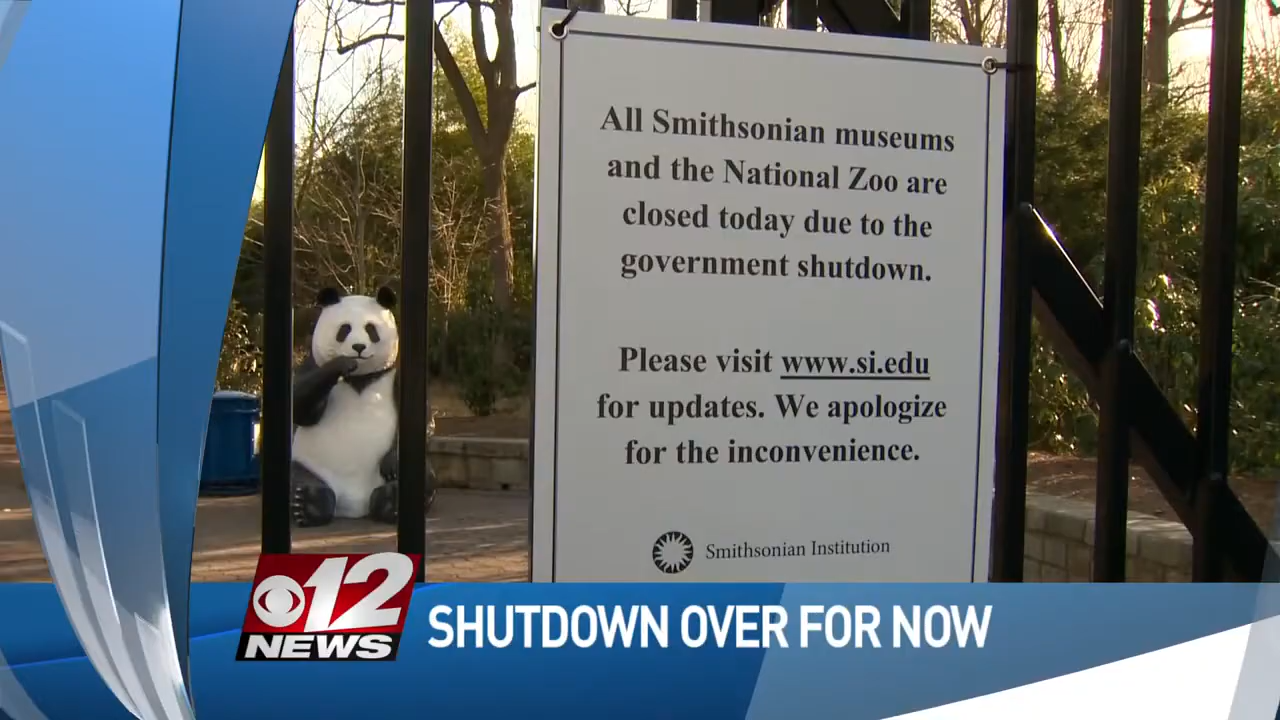 All Smithsonian museums
and the National Zoo are
closed today due to the
government shutdown.
Please visit www.si.edu
for updates. We apologize
for the inconvenience.
Smithsonian Institution
12
NEWS
SHUTDOWN OVER FOR NOW